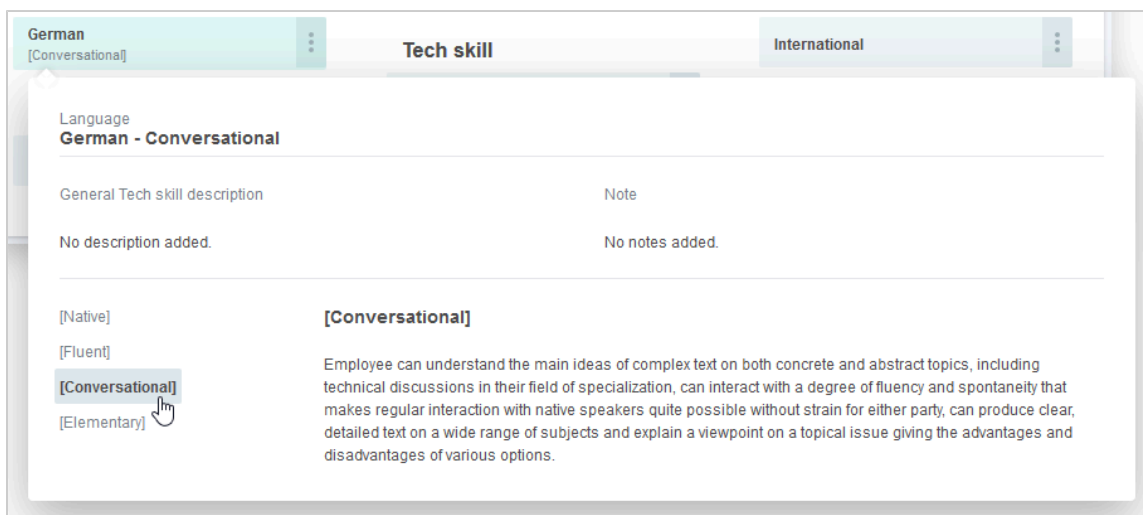 German
[Conversational]
Tech skill
International
Language
German - Conversational
General Tech skill description
Note
No description added.
No notes added.
[Native]
[Fluent]
[Conversational]
[Elementary]
[Conversational]
Employee can understand the main ideas of complex text on both concrete and abstract topics, including
technical discussions in their field of specialization, can interact with a degree of fluency and spontaneity that
makes regular interaction with native speakers quite possible without strain for either party, can produce clear,
detailed text on a wide range of subjects and explain a viewpoint on a topical issue giving the advantages and
disadvantages of various options.